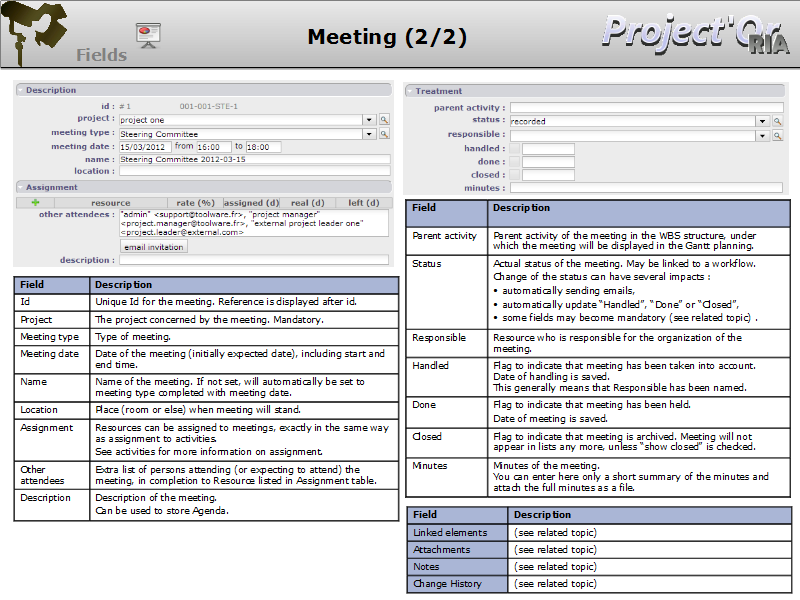 Fields
Meeting (2/2)
Project'Or
RIA
Description
id : # 1 001-001-STE-1
project : project one
meeting type : Steering Committee
meeting date : 15/03/2012 from 16:00 to 18:00
name : Steering Committee 2012-03-15
location :
Assignment
resource rate (%) assigned (d) real (d) left (d)
other attendees : "admin" <support@toolware.fr>, "project manager"
<project.manager@toolware.fr>, "external project leader one"
<project.leader@external.com>
email invitation
description :
Field Description
Id Unique Id for the meeting. Reference is displayed after id.
Project The project concerned by the meeting. Mandatory.
Meeting type Type of meeting.
Meeting date Date of the meeting (initially expected date), including start and
end time.
Name Name of the meeting. If not set, will automatically be set to
meeting type completed with meeting date.
Location Place (room or else) when meeting will stand.
Assignment Resources can be assigned to meetings, exactly in the same way
as assignment to activities.
See activities for more information on assignment.
Other Extra list of persons attending (or expecting to attend) the
attendees meeting, in completion to Resource listed in Assignment table.
Description Description of the meeting.
Can be used to store Agenda.
Treatment
parent activity :
status : recorded
responsible :
handled :
done :
closed :
minutes :
Field Description
Parent activity Parent activity of the meeting in the WBS structure, under
which the meeting will be displayed in the Gantt planning.
Status Actual status of the meeting. May be linked to a workflow.
Change of the status can have several impacts :
• automatically sending emails,
• automatically update “Handled”, “Done” or “Closed”,
• some fields may become mandatory (see related topic) .
Responsible Resource who is responsible for the organization of the
meeting.
Handled Flag to indicate that meeting has been taken into account.
Date of handling is saved.
This generally means that Responsible has been named.
Done Flag to indicate that meeting has been held.
Date of meeting is saved.
Closed Flag to indicate that meeting is archived. Meeting will not
appear in lists any more, unless “show closed” is checked.
Minutes Minutes of the meeting.
You can enter here only a short summary of the minutes and
attach the full minutes as a file.
Field Description
Linked elements (see related topic)
Attachments (see related topic)
Notes (see related topic)
Change History (see related topic)